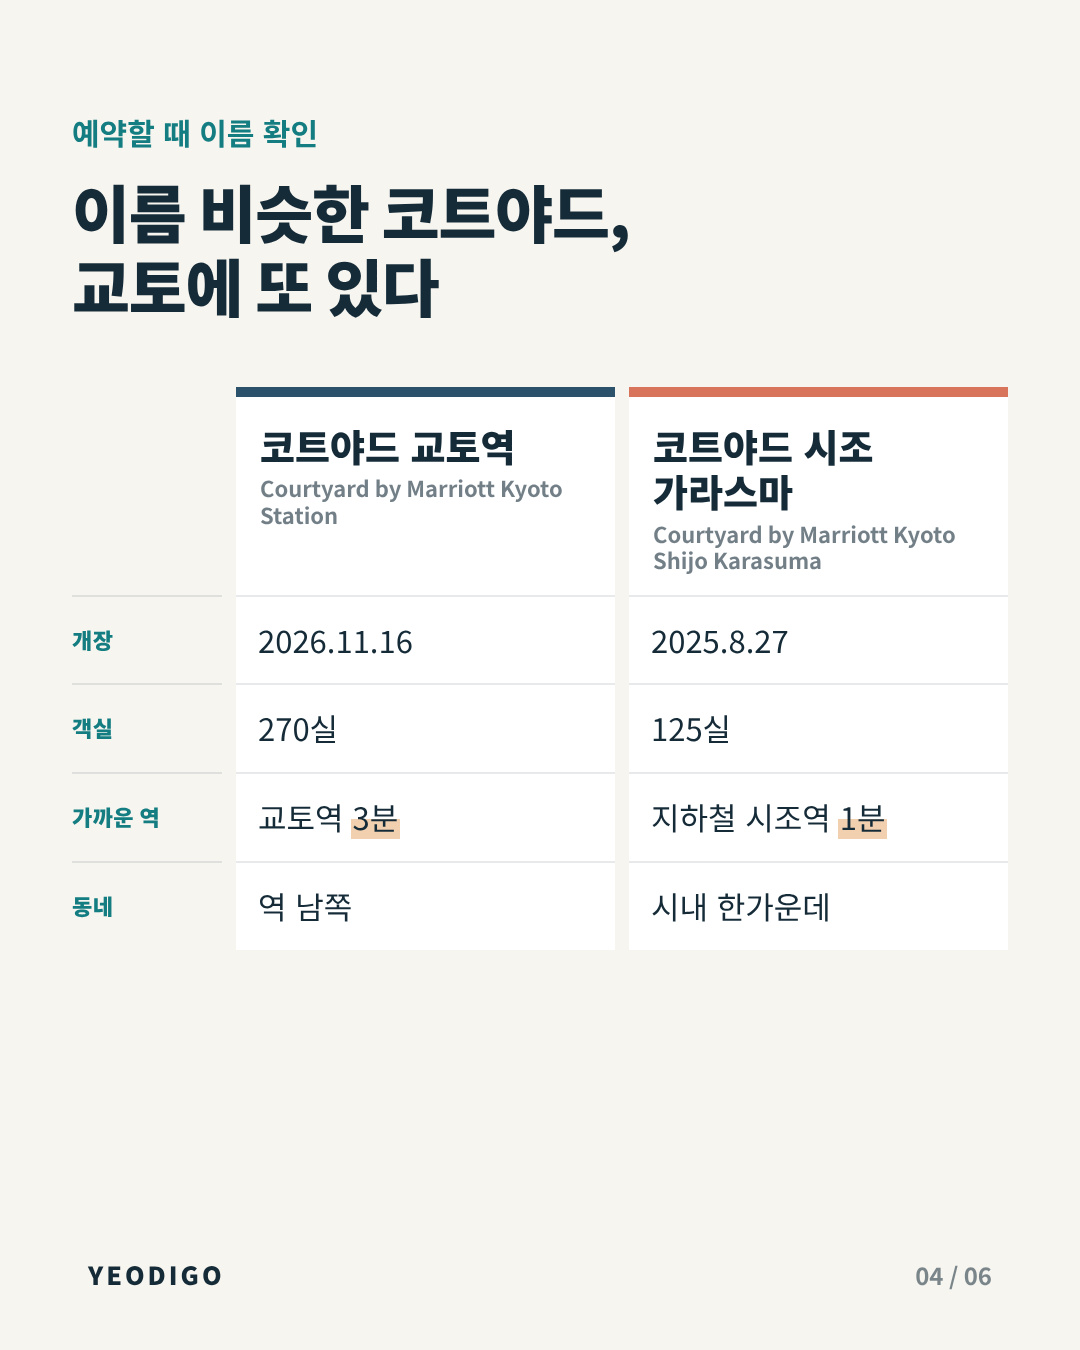 예약할 때 이름 확인
이름 비슷한 코트야드,
교토에 또 있다
코트야드 교토역
Courtyard by Marriott Kyoto
Station
코트야드 시조
가라스마
Courtyard by Marriott Kyoto
Shijo Karasuma
개장 2026.11.16 2025.8.27
객실 270실 125실
가까운 역 교토역 3분 지하철 시조역 1분
동네 역 남쪽 시내 한가운데
YEODIGO 04 / 06